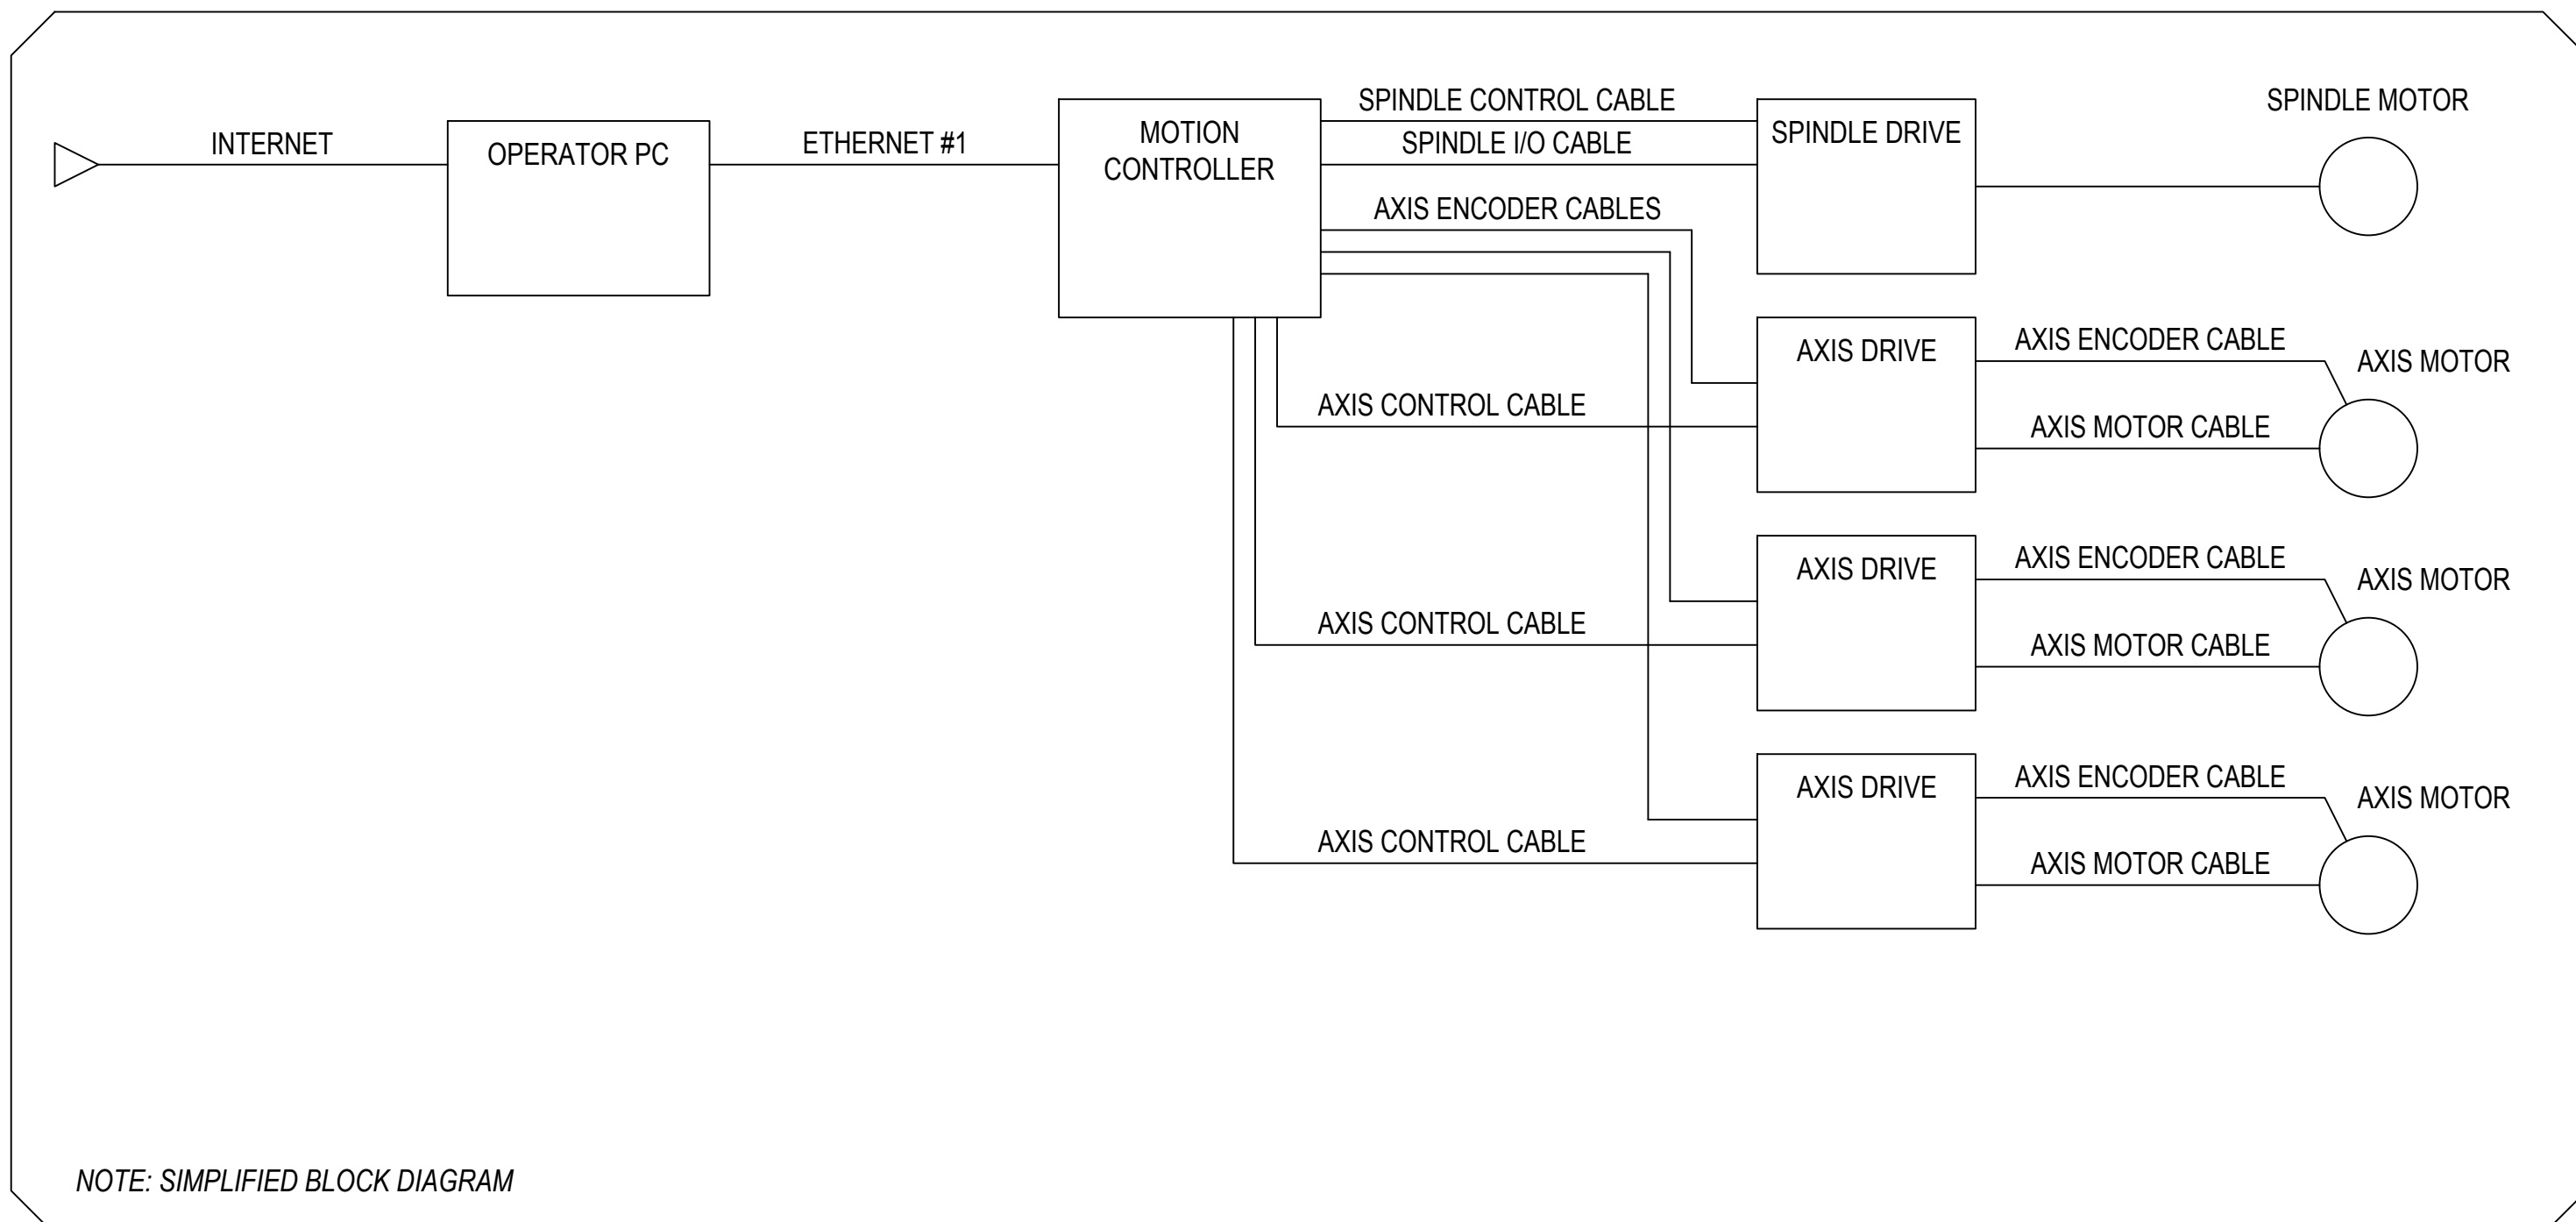 SPINDLE CONTROL CABLE
SPINDLE MOTOR
INTERNET
OPERATOR PC
ETHERNET #1
MOTION
CONTROLLER
SPINDLE I/O CABLE
SPINDLE DRIVE
AXIS ENCODER CABLES
AXIS DRIVE
AXIS ENCODER CABLE
AXIS MOTOR
AXIS CONTROL CABLE
AXIS MOTOR CABLE
AXIS DRIVE
AXIS ENCODER CABLE
AXIS MOTOR
AXIS CONTROL CABLE
AXIS MOTOR CABLE
AXIS DRIVE
AXIS ENCODER CABLE
AXIS MOTOR
AXIS CONTROL CABLE
AXIS MOTOR CABLE
NOTE: SIMPLIFIED BLOCK DIAGRAM